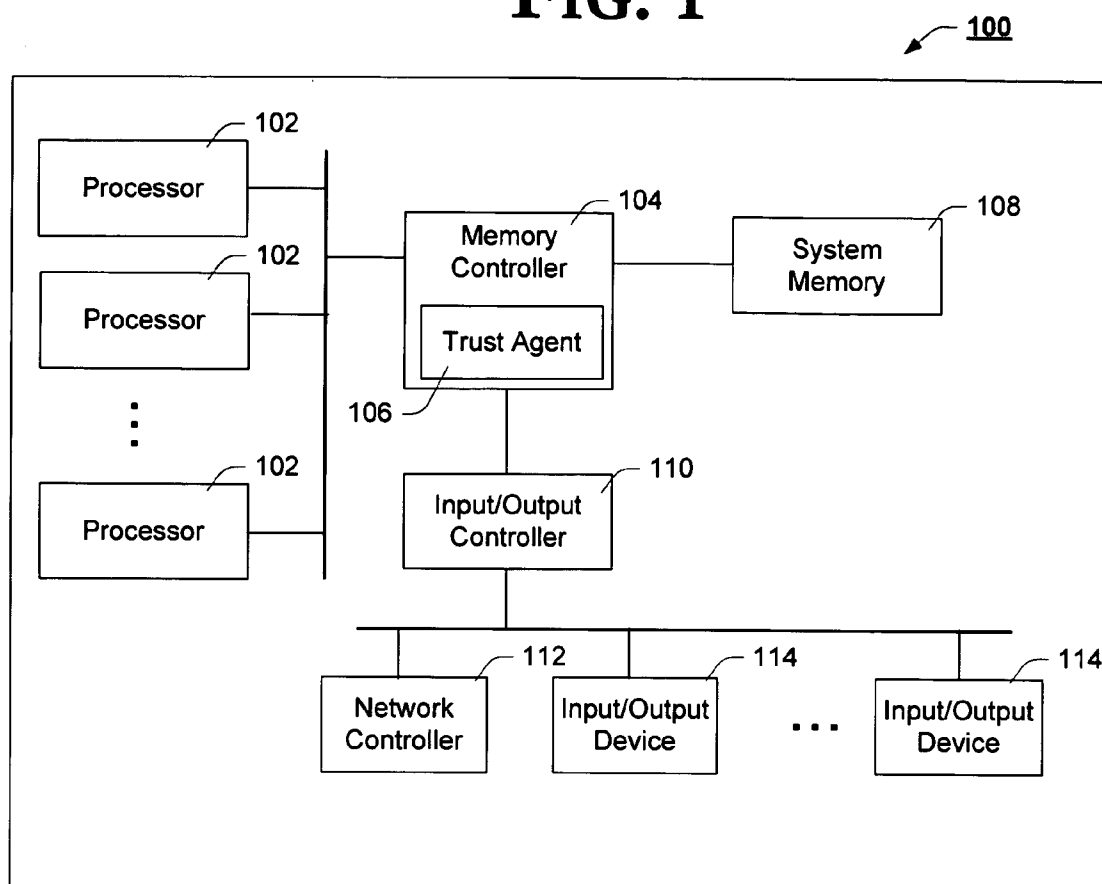 FIG. 1
100
102
Processor
102
Processor
102
Processor
104
Memory
Controller
Trust Agent
106
108
System
Memory
110
Input/Output
Controller
112
Network
Controller
114
Input/Output
Device
114
Input/Output
Device